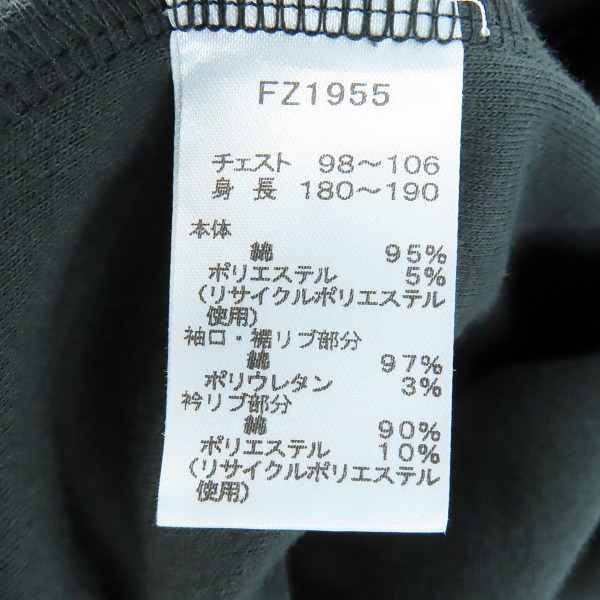 FZ1955
チェスト 98～106
身 長 180～190
本体
綿 95%
ポリエステル 5%
(リサイクルポリエステル
使用)
袖口・裾リブ部分
綿 97%
ポリウレタン 3%
衿リブ部分
綿 90%
ポリエステル 10%
(リサイクルポリエステル
使用)